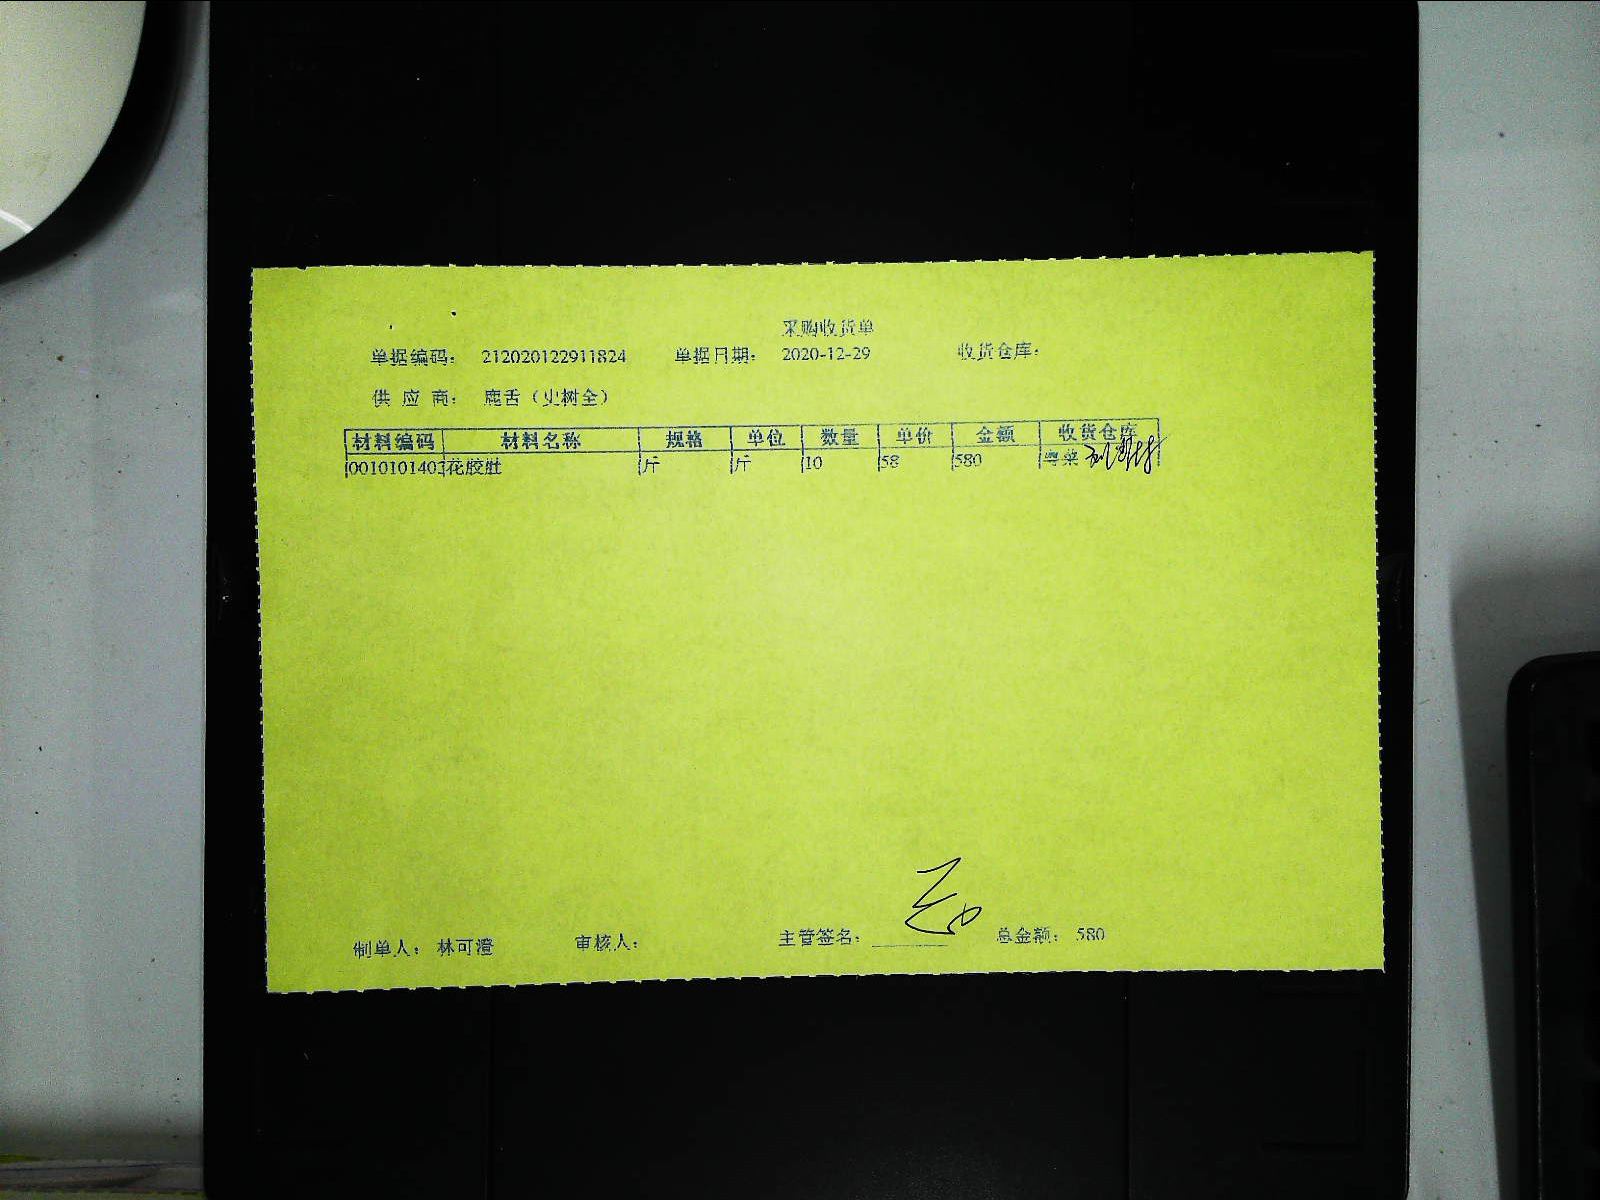 采购收货单
单据编码： 212020122911824 单据日期： 2020-12-29 收货仓库：
供 应 商： 鹿舌（史树全）
材料编码 材料名称 规格 单位 数量 单价 金额 收货仓库
0010101403 花胶胜 斤 斤 10 58 580 粤菜
制单人： 林可澄 审核人： 主管签名： 总金额： 580